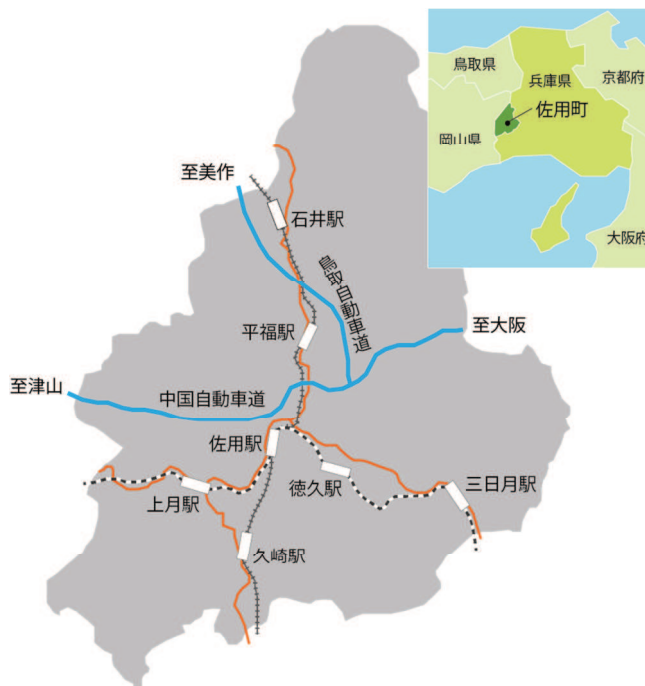 鳥取県
兵庫県
京都府
佐用町
岡山県
大阪府
至美作
石井駅
鳥取自動車道
平福駅
至大阪
至津山
中国自動車道
佐用駅
徳久駅
三日月駅
上月駅
久崎駅